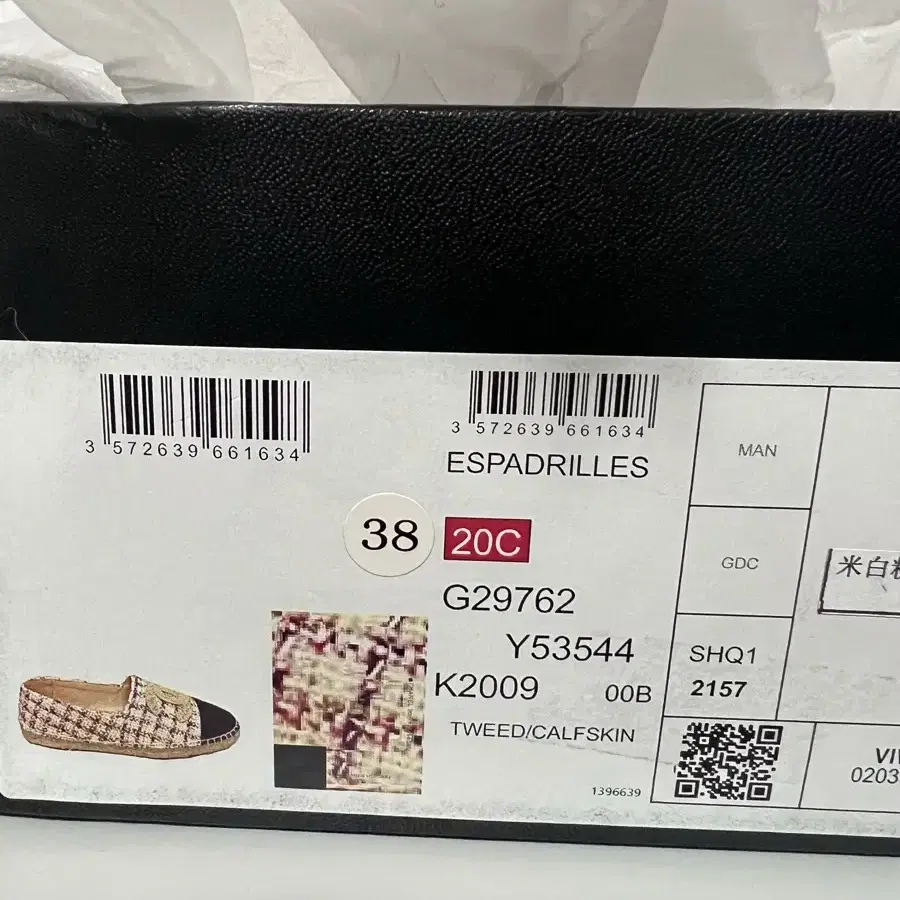 3 572639 661634
3 572639 661634
ESPADRILLES
38
20C
G29762
Y53544
K2009 00B
TWEED/CALFSKIN
1396639
MAN
GDC
SHQ1
2157
米白
VI
0203